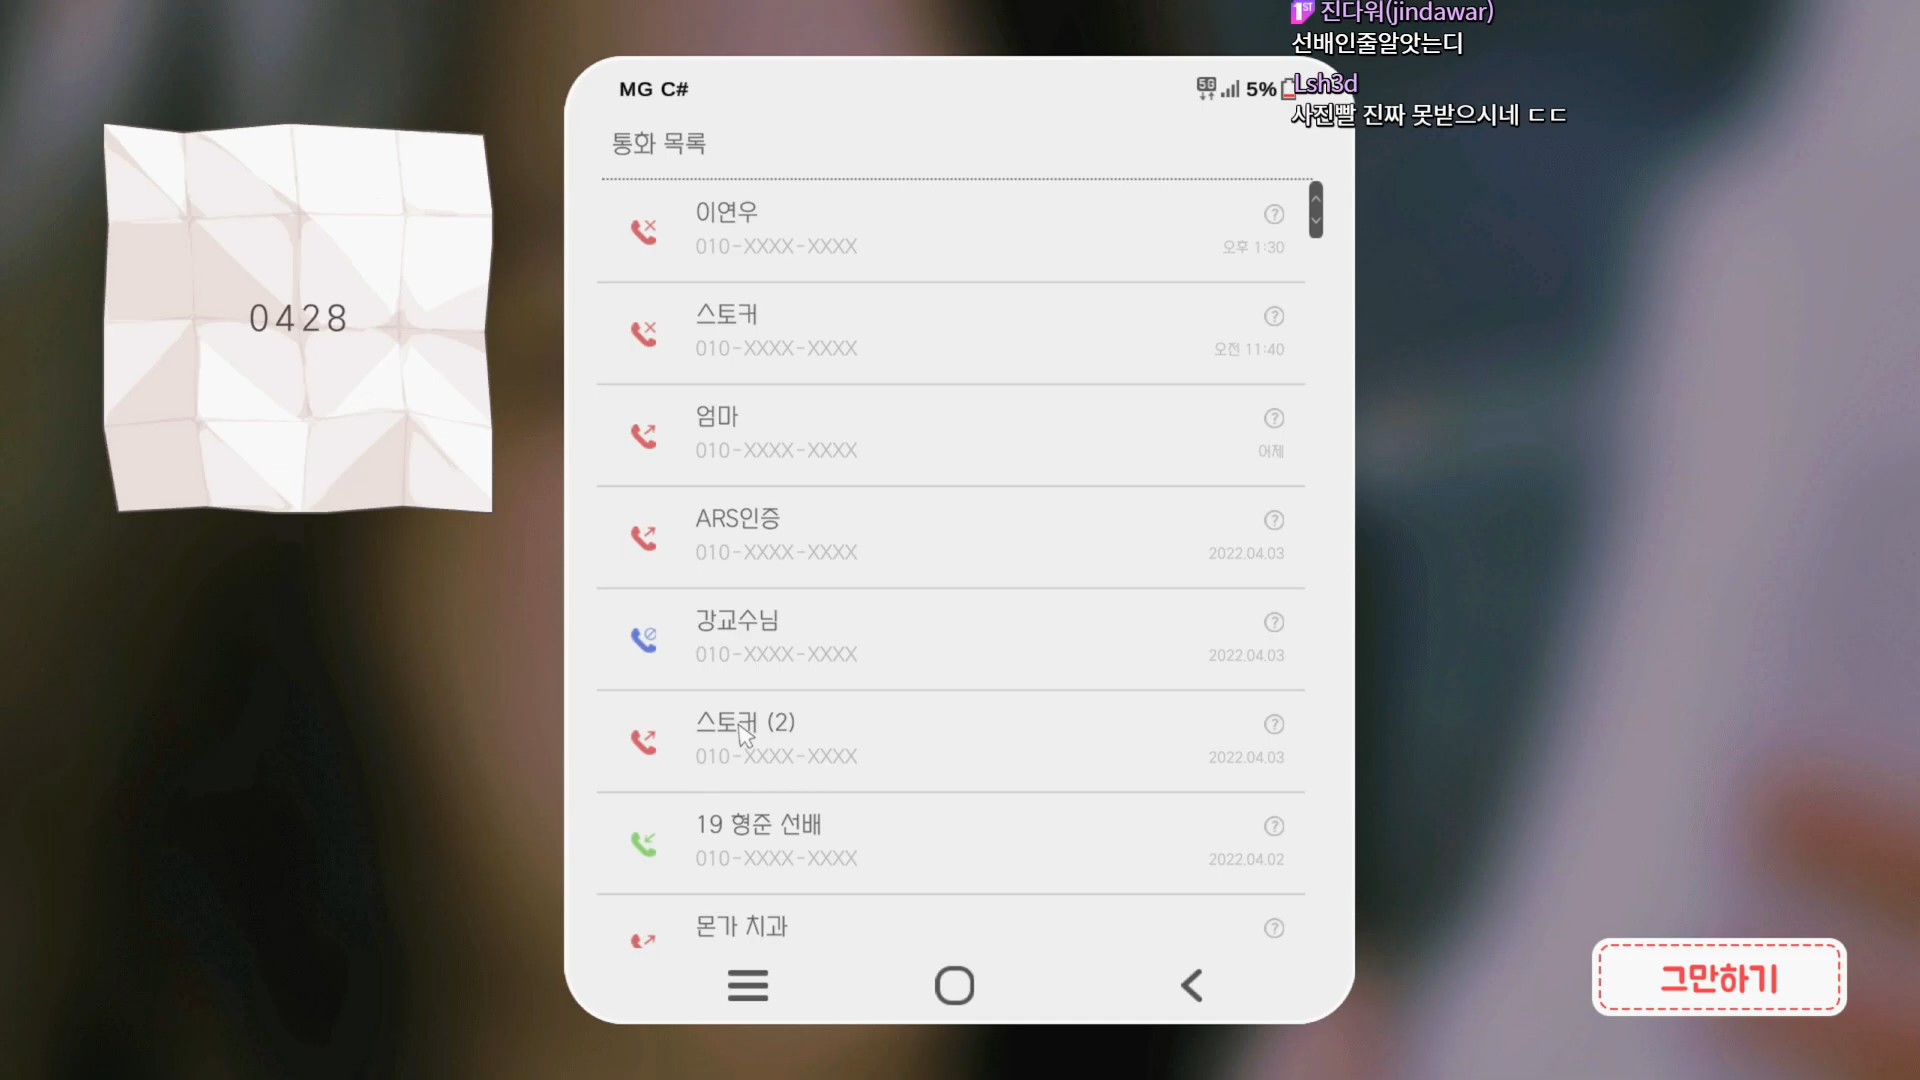 진다워(jindawar)
선배인줄알앗는디
Lsh3d
사진빨 진짜 못받으시네 ㄷㄷ
MG C#
5G
5%
통화 목록
0428
이연우
010-XXXX-XXXX
오후 1:30
스토커
010-XXXX-XXXX
오전 11:40
엄마
010-XXXX-XXXX
어제
ARS인증
010-XXXX-XXXX
2022.04.03
강교수님
010-XXXX-XXXX
2022.04.03
스토커 (2)
010-XXXX-XXXX
2022.04.03
19 형준 선배
010-XXXX-XXXX
2022.04.02
몬가 치과
그만하기